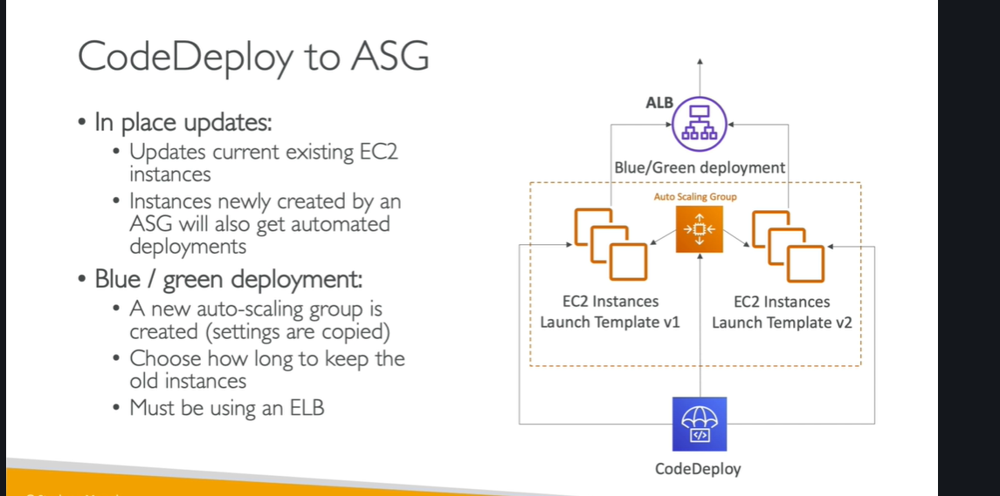 CodeDeploy to ASG
• In place updates:
• Updates current existing EC2
instances
• Instances newly created by an
ASG will also get automated
deployments
• Blue / green deployment:
• A new auto-scaling group is
created (settings are copied)
• Choose how long to keep the
old instances
• Must be using an ELB
ALB
Blue/Green deployment
Auto Scaling Group
EC2 Instances
Launch Template v1
EC2 Instances
Launch Template v2
</>
CodeDeploy